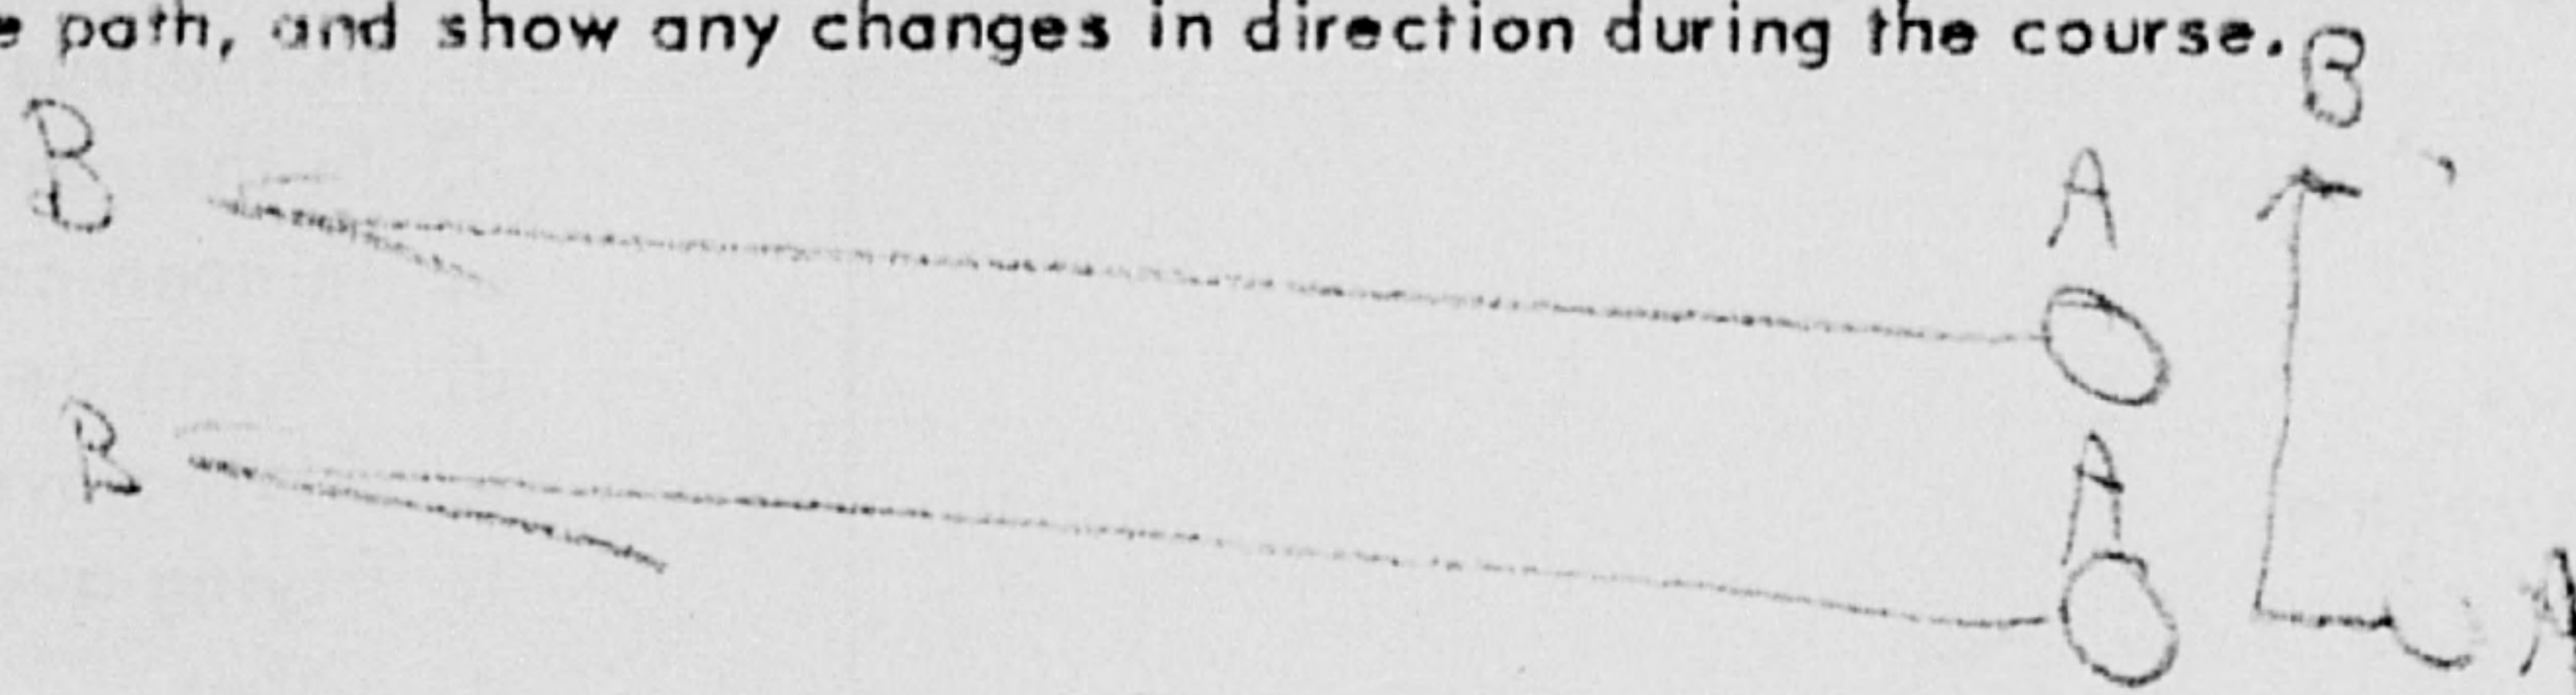 path, and show any changes in direction during the course.
B
B
A
B
A
A